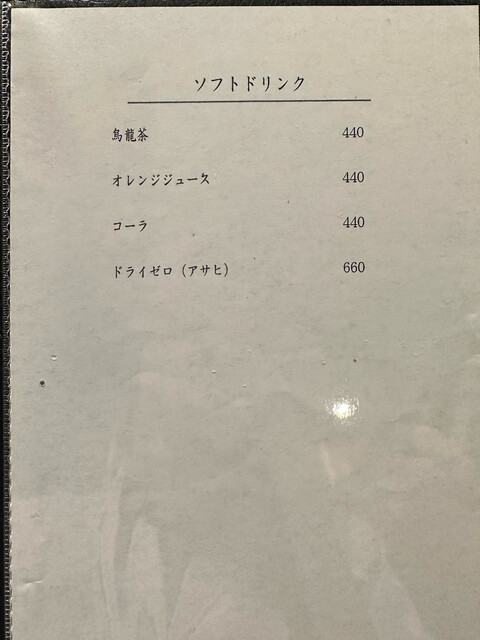 ソフトドリンク
烏龍茶 440
オレンジジュース 440
コーラ 440
ドライゼロ（アサヒ） 660